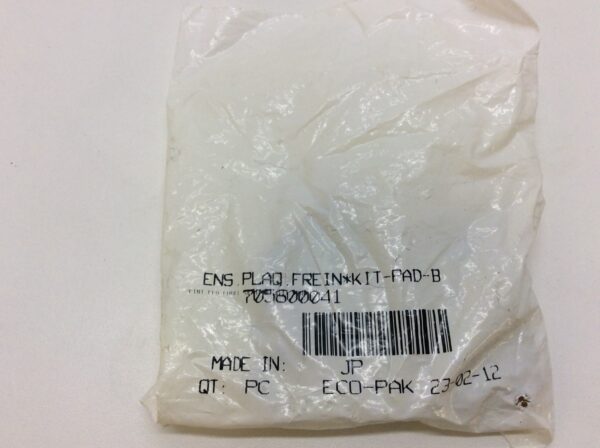 ENS.PLAQ.FREIN*KIT-PAD-B
705600041
MADE IN: JP
QT: PC ECO-PAK 23-02-12